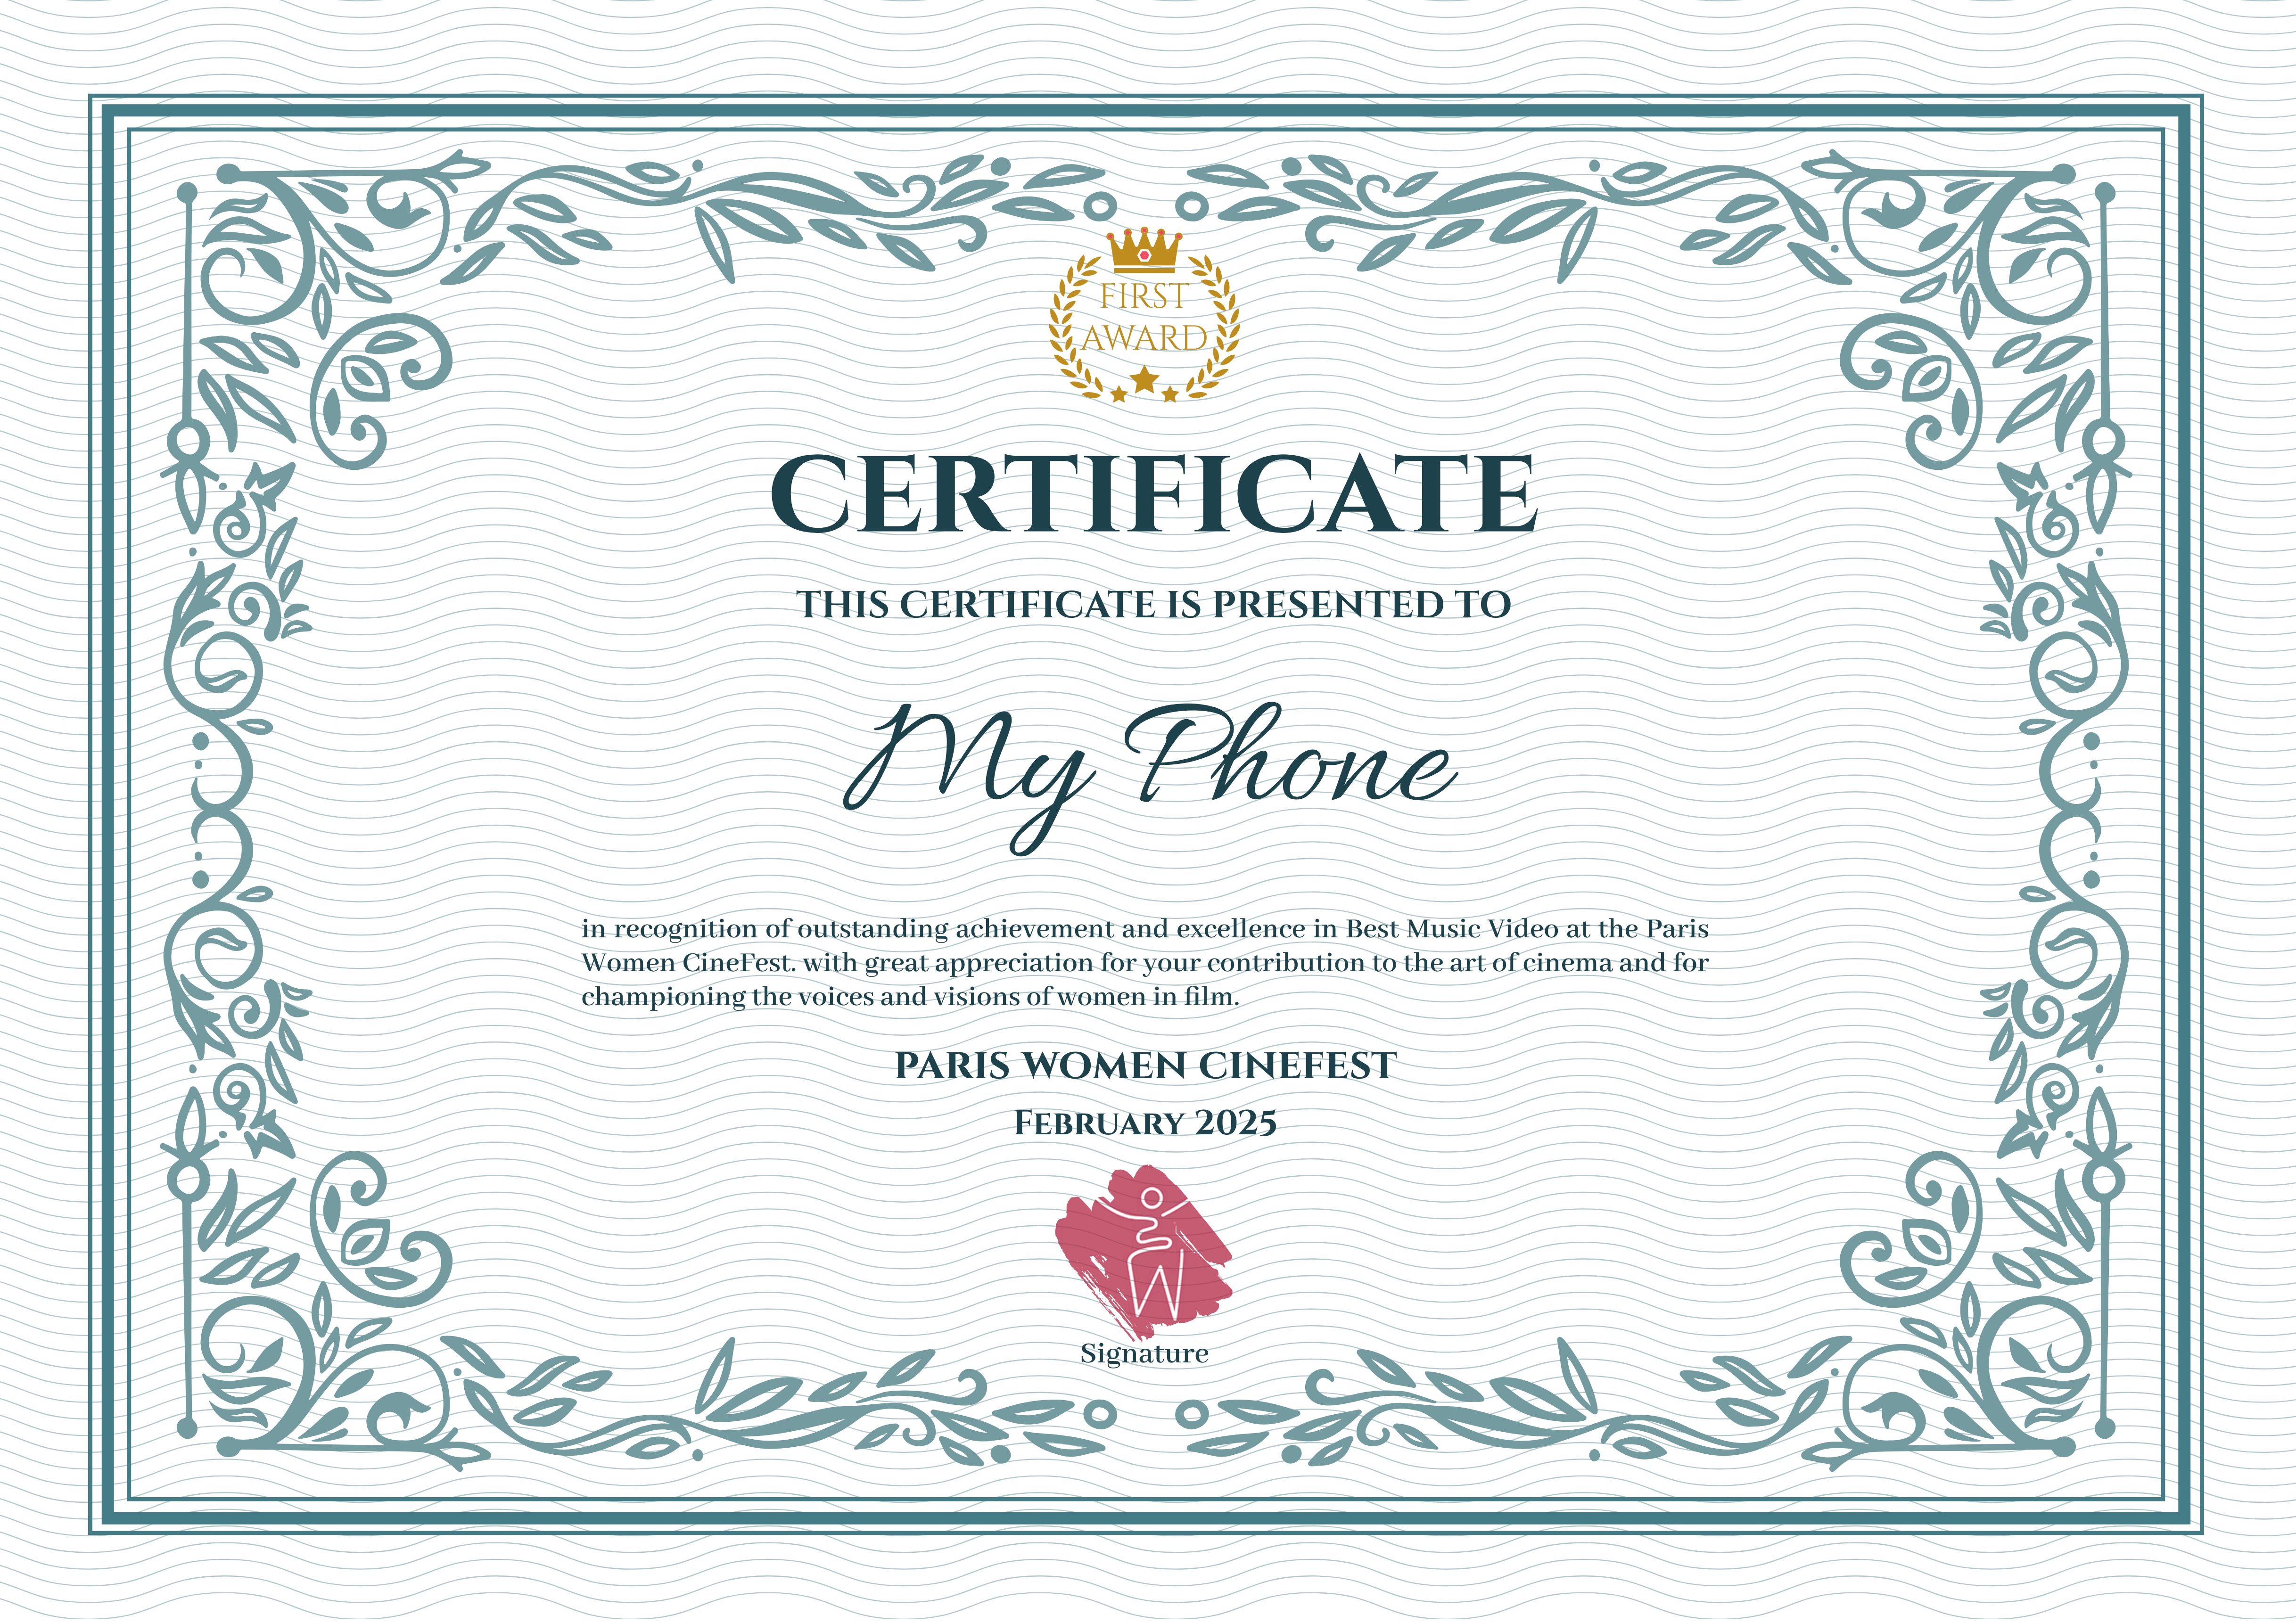 FIRST
AWARD
CERTIFICATE
THIS CERTIFICATE IS PRESENTED TO
My Phone
in recognition of outstanding achievement and excellence in Best Music Video at the Paris
Women CineFest. with great appreciation for your contribution to the art of cinema and for
championing the voices and visions of women in film.
PARIS WOMEN CINEFEST
FEBRUARY 2025
W
Signature